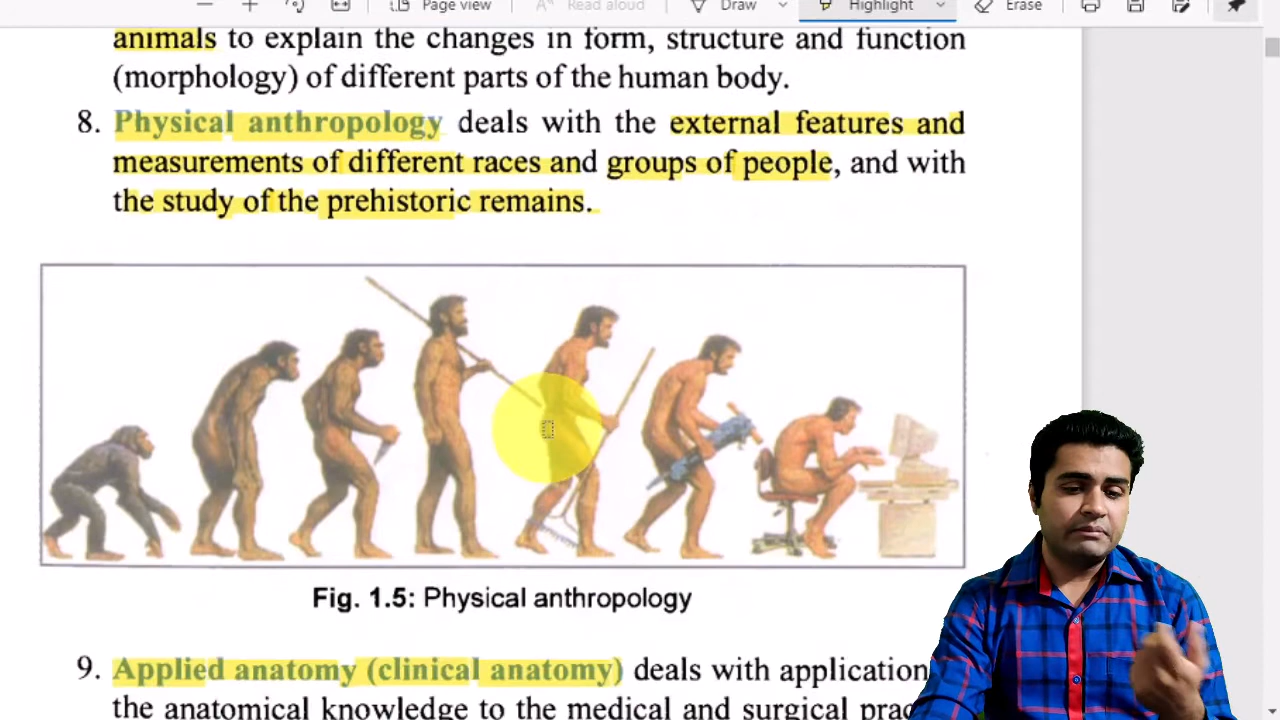 Page view
Read aloud
Draw
Highlight
Erase
animals to explain the changes in form, structure and function
(morphology) of different parts of the human body.
8. Physical anthropology deals with the external features and
measurements of different races and groups of people, and with
the study of the prehistoric remains.
Fig. 1.5: Physical anthropology
9. Applied anatomy (clinical anatomy) deals with application
the anatomical knowledge to the medical and surgical